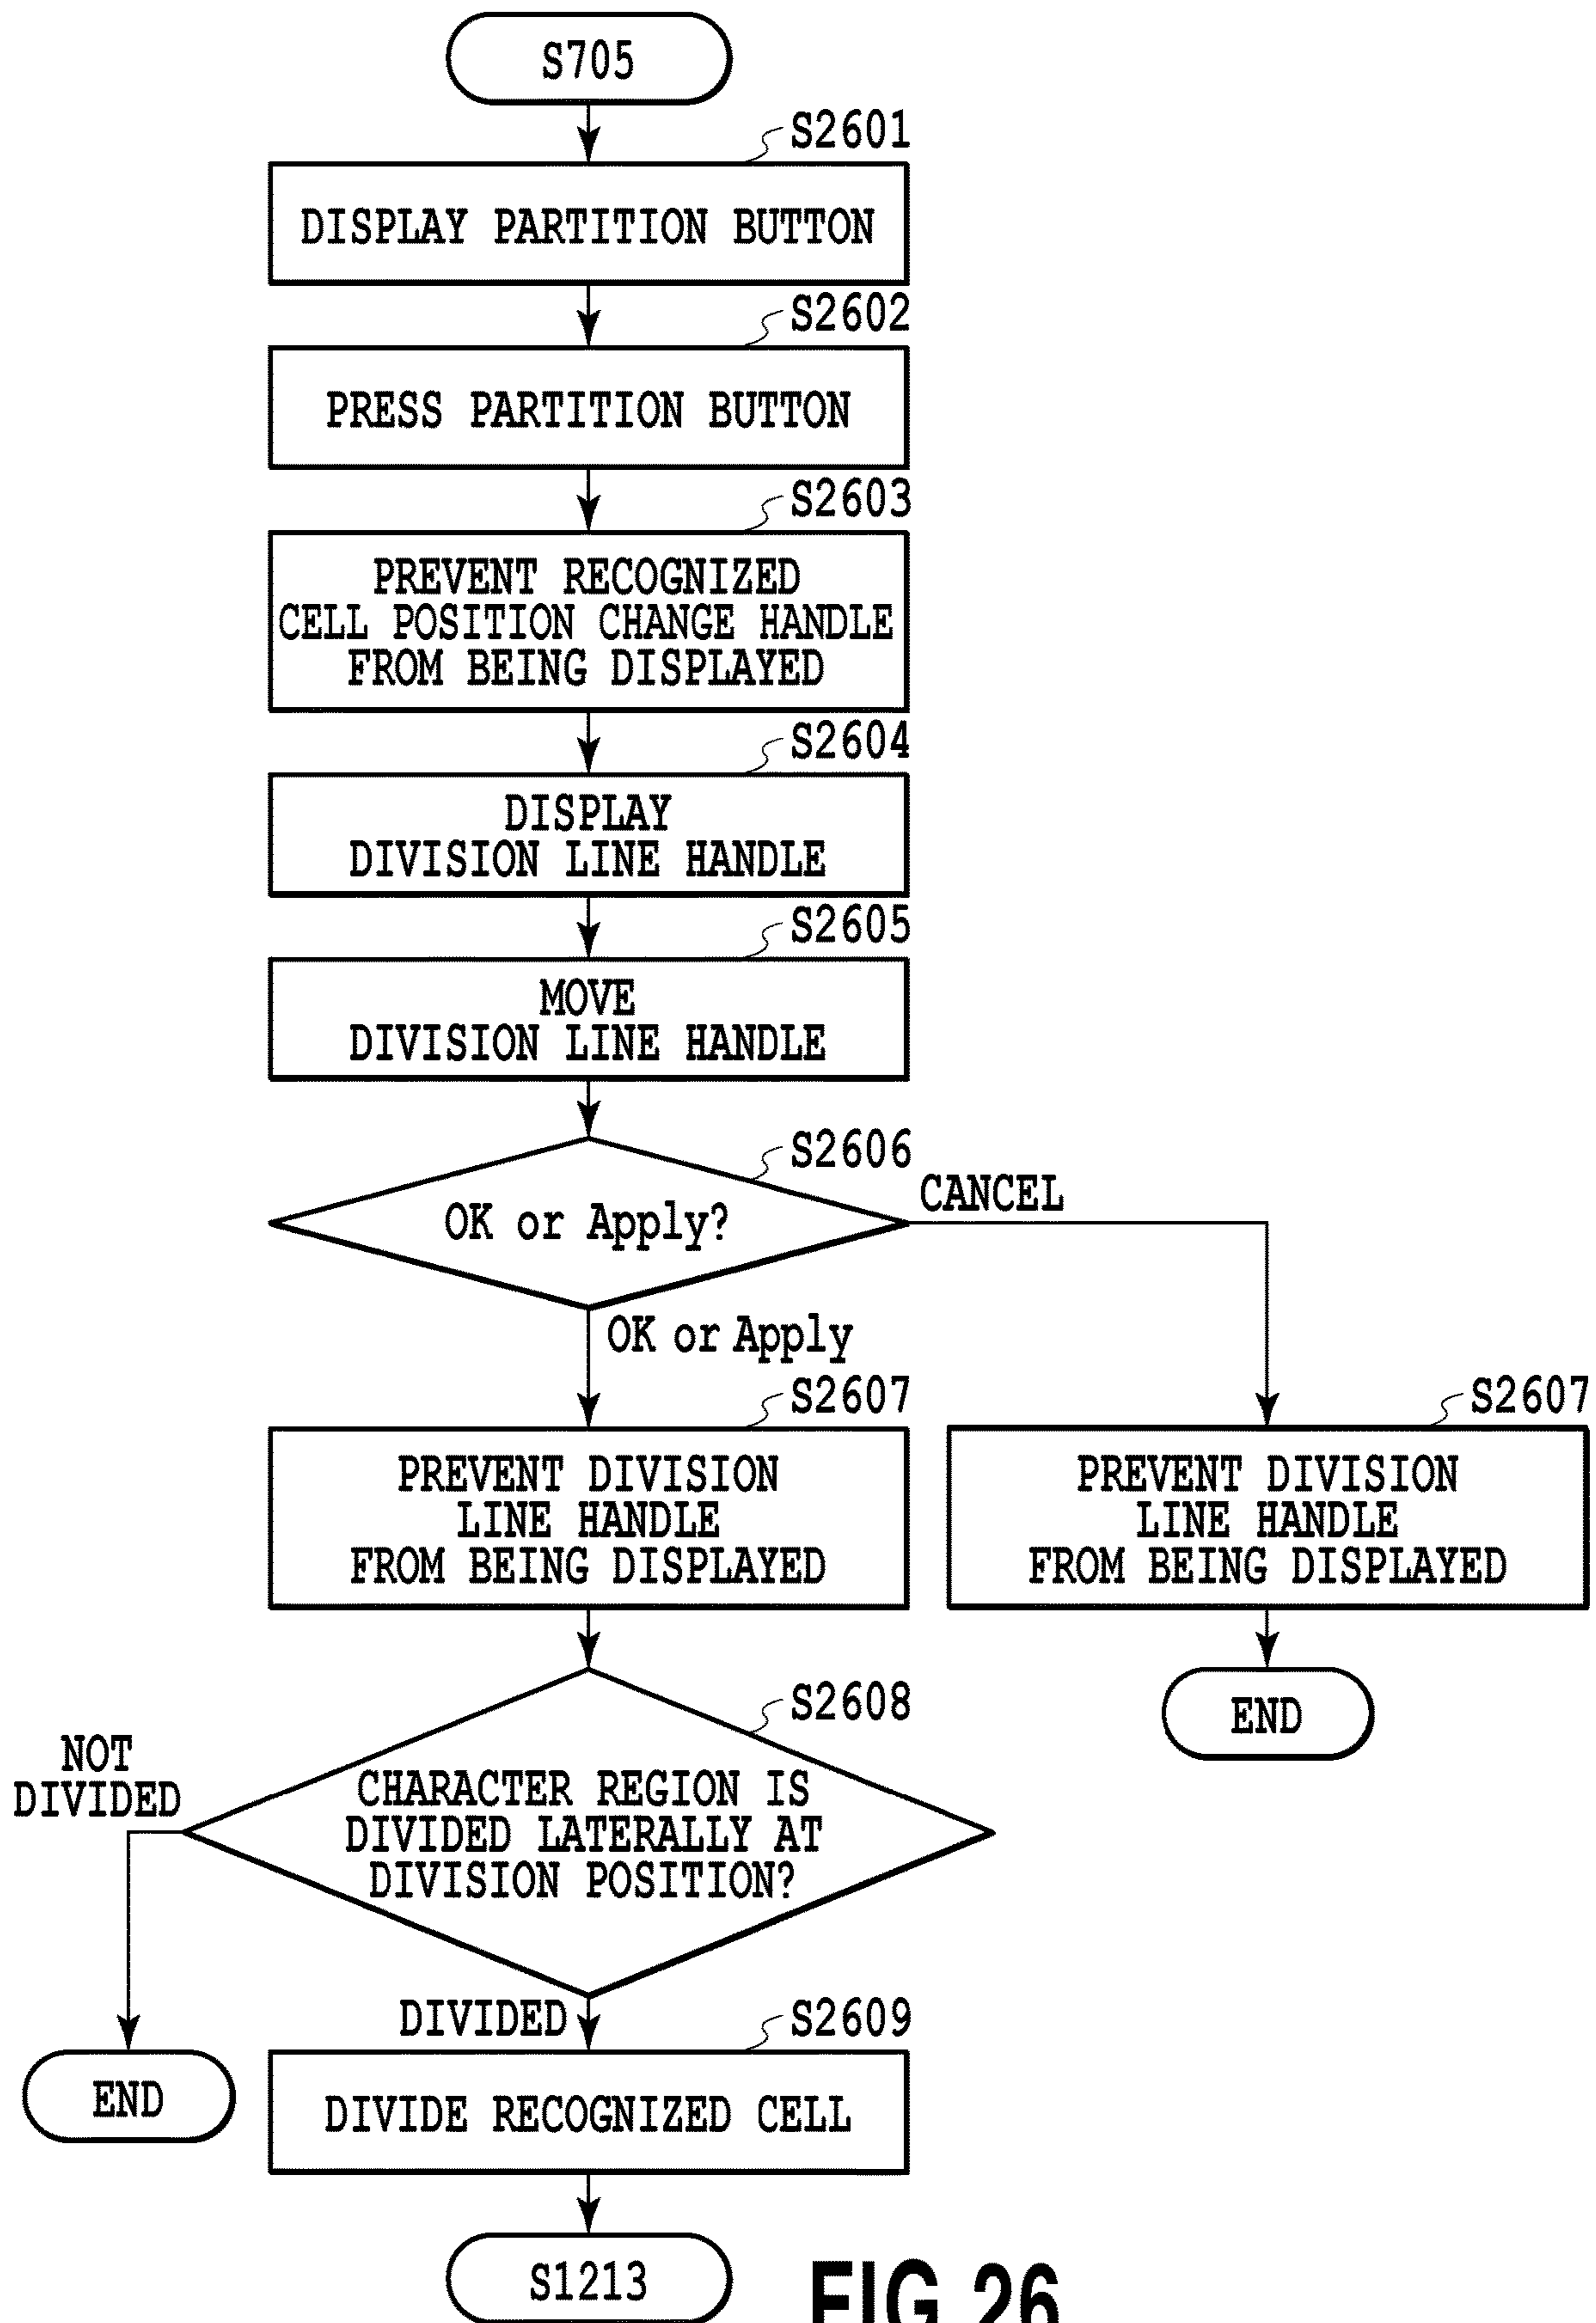 S705
S2601
DISPLAY PARTITION BUTTON
S2602
PRESS PARTITION BUTTON
S2603
PREVENT RECOGNIZED
CELL POSITION CHANGE HANDLE
FROM BEING DISPLAYED
S2604
DISPLAY
DIVISION LINE HANDLE
S2605
MOVE
DIVISION LINE HANDLE
S2606
CANCEL
OK or Apply?
OK or Apply
S2607
PREVENT DIVISION
LINE HANDLE
FROM BEING DISPLAYED
S2607
PREVENT DIVISION
LINE HANDLE
FROM BEING DISPLAYED
END
S2608
NOT
DIVIDED
CHARACTER REGION IS
DIVIDED LATERALLY AT
DIVISION POSITION?
DIVIDED
S2609
END
DIVIDE RECOGNIZED CELL
S1213
FIG.26